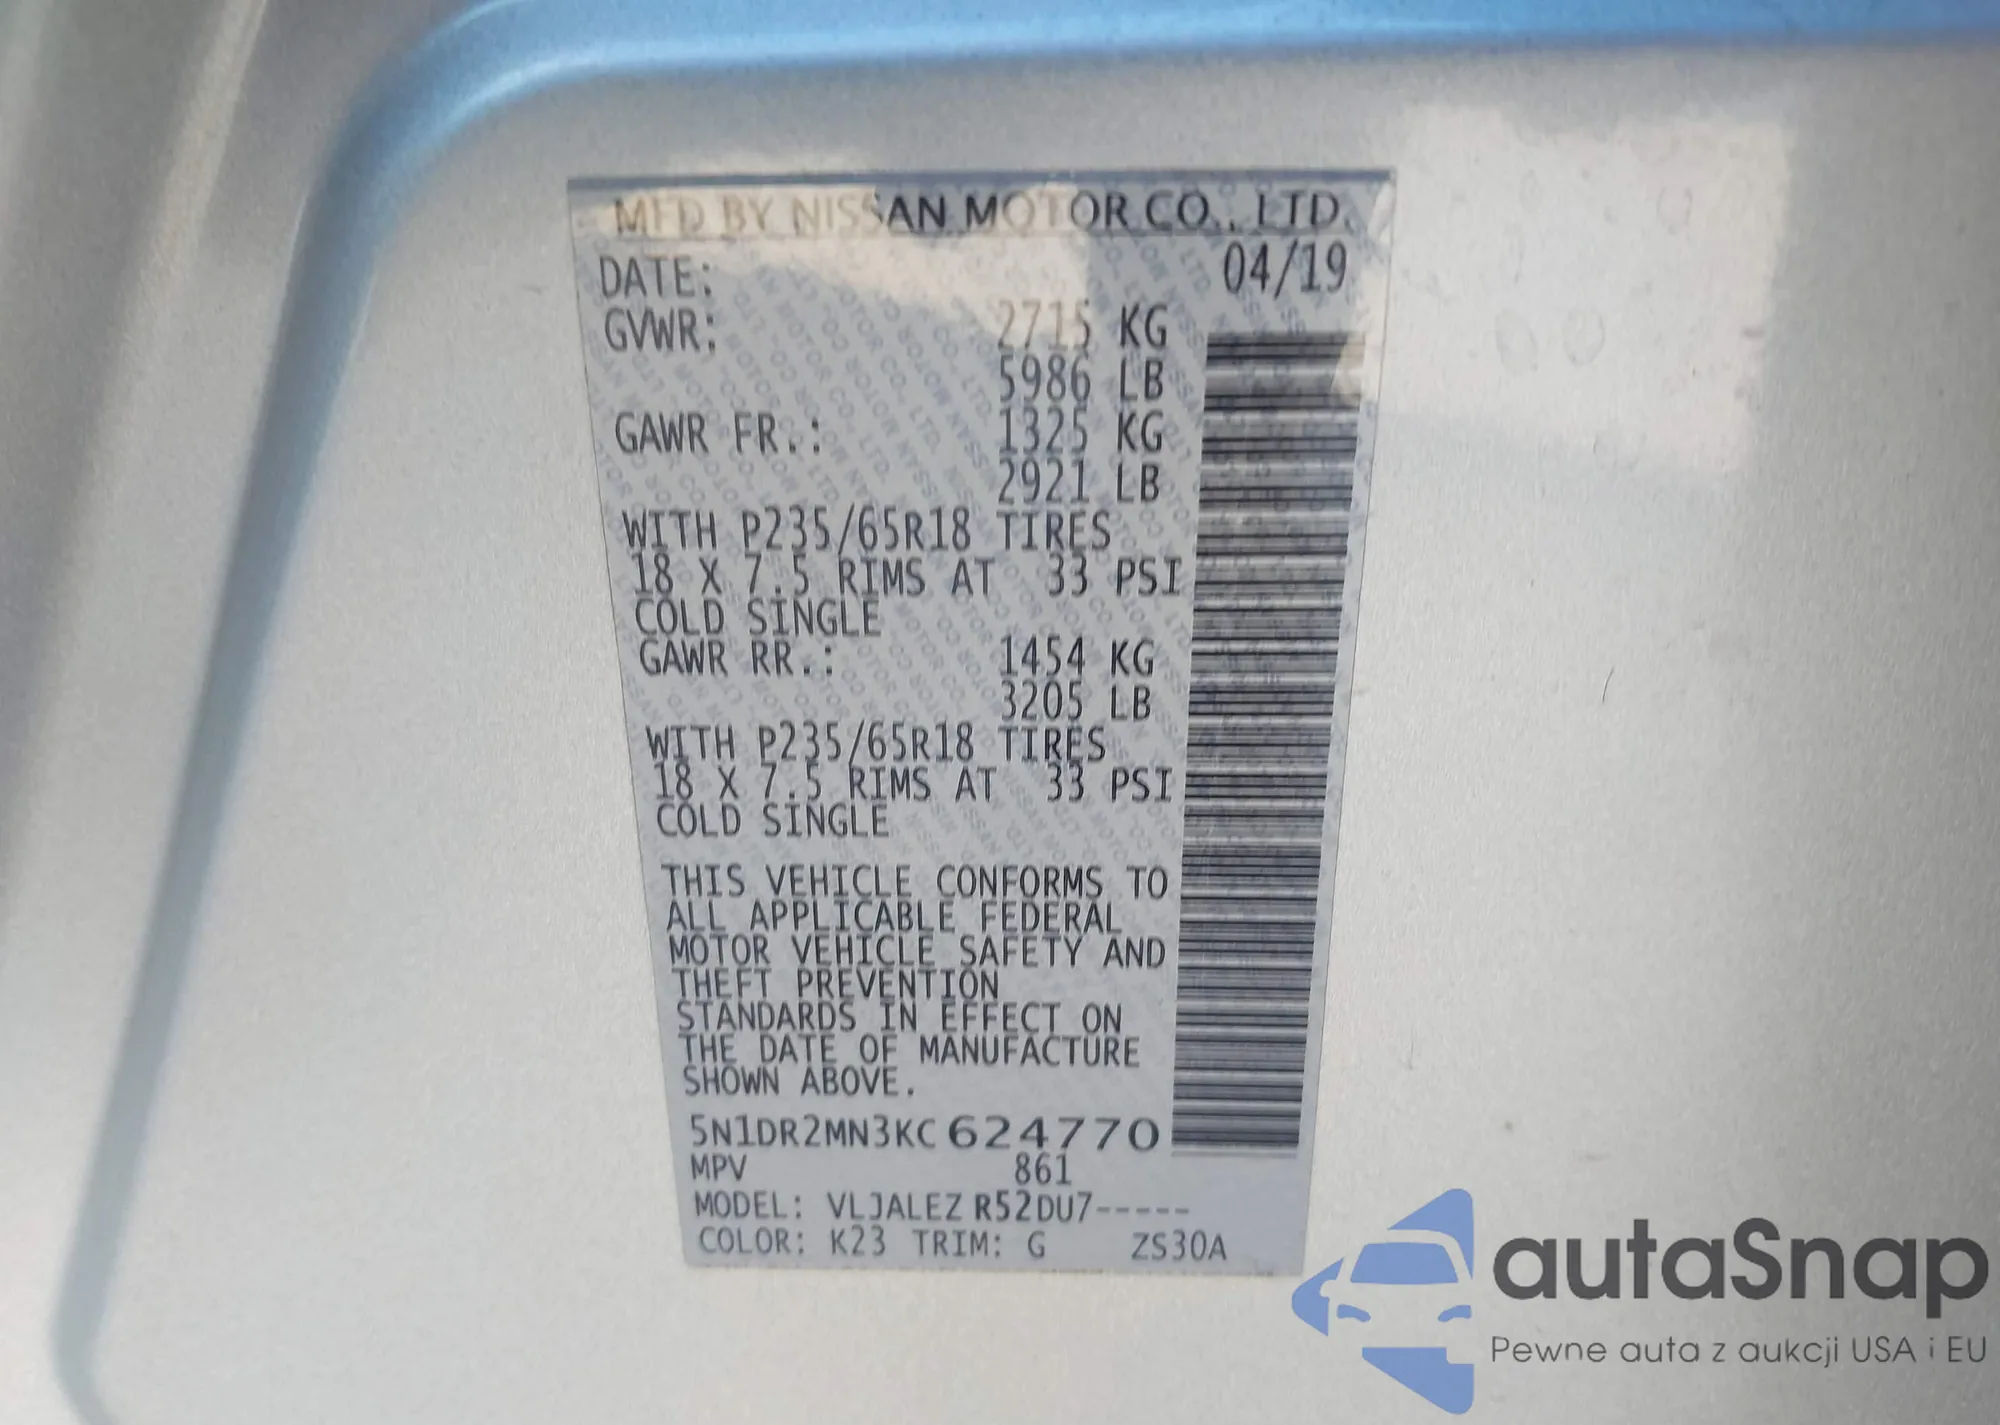 MFD BY NISSAN MOTOR CO., LTD.
DATE: 04/19
GVWR: 2715 KG
5986 LB
GAWR FR.: 1325 KG
2921 LB
WITH P235/65R18 TIRES
18 X 7.5 RIMS AT 33 PSI
COLD SINGLE
GAWR RR.: 1454 KG
3205 LB
WITH P235/65R18 TIRES
18 X 7.5 RIMS AT 33 PSI
COLD SINGLE
THIS VEHICLE CONFORMS TO
ALL APPLICABLE FEDERAL
MOTOR VEHICLE SAFETY AND
THEFT PREVENTION
STANDARDS IN EFFECT ON
THE DATE OF MANUFACTURE
SHOWN ABOVE.
5N1DR2MN3KC624770
MPV 861
MODEL: VLJALEZ R52DU7-----
COLOR: K23 TRIM: G ZS30A
autaSnap
Pewne auta z aukcji USA i EU